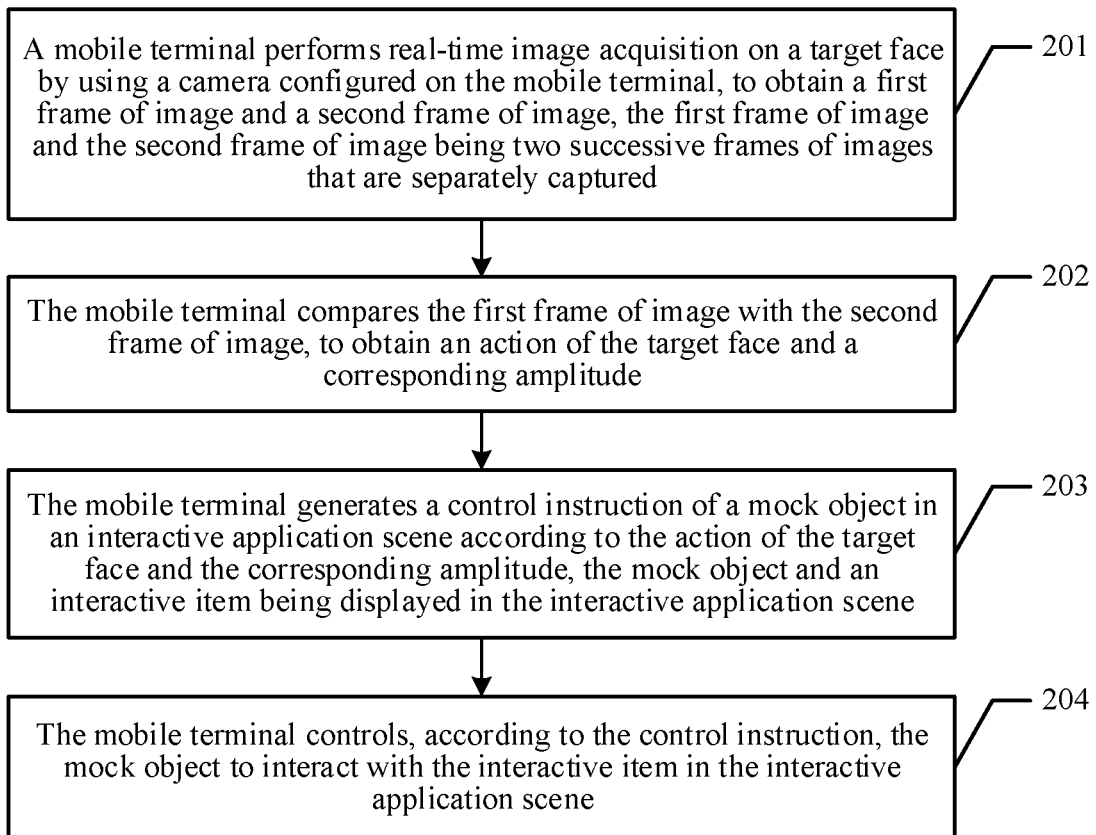 A mobile terminal performs real-time image acquisition on a target face
by using a camera configured on the mobile terminal, to obtain a first
frame of image and a second frame of image, the first frame of image
and the second frame of image being two successive frames of images
that are separately captured
201
The mobile terminal compares the first frame of image with the second
frame of image, to obtain an action of the target face and a
corresponding amplitude
202
The mobile terminal generates a control instruction of a mock object in
an interactive application scene according to the action of the target
face and the corresponding amplitude, the mock object and an
interactive item being displayed in the interactive application scene
203
The mobile terminal controls, according to the control instruction, the
mock object to interact with the interactive item in the interactive
application scene
204